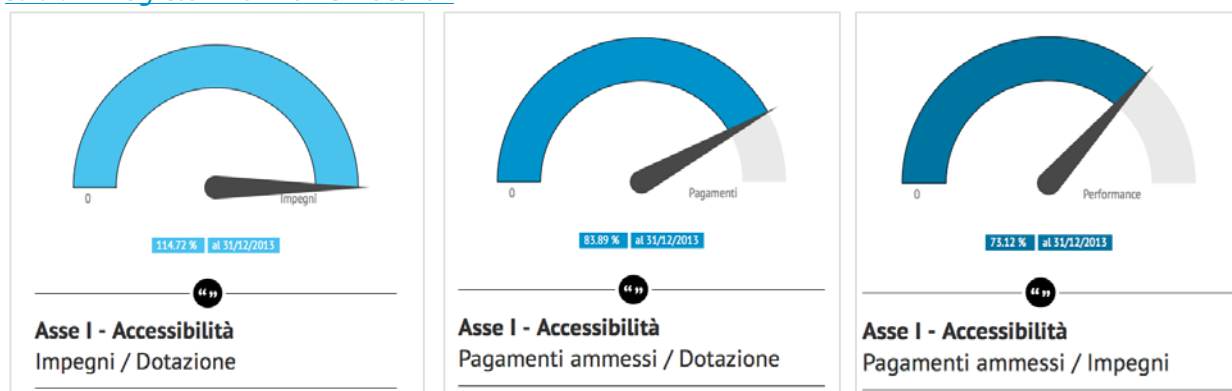 0 Impegni
114.72 % al 31/12/2013
“ ”
Asse I - Accessibilità
Impegni / Dotazione
0 Pagamenti
83.89 % al 31/12/2013
“ ”
Asse I - Accessibilità
Pagamenti ammessi / Dotazione
0 Performance
73.12 % al 31/12/2013
“ ”
Asse I - Accessibilità
Pagamenti ammessi / Impegni